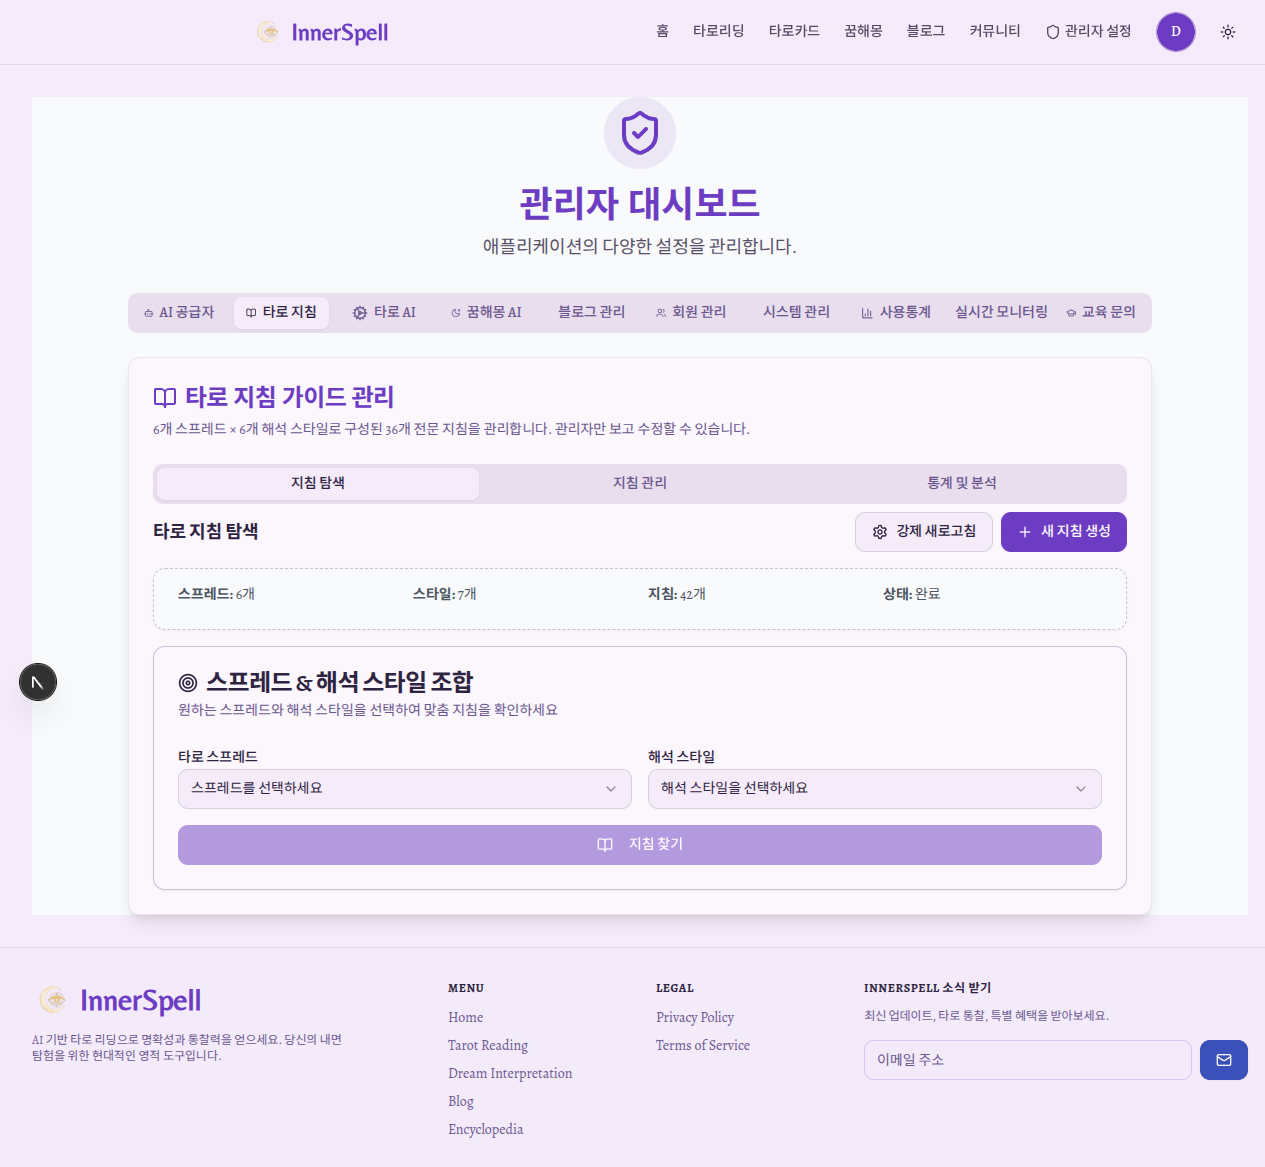 InnerSpell
홈
타로리딩
타로카드
꿈해몽
블로그
커뮤니티
관리자 설정
D
관리자 대시보드
애플리케이션의 다양한 설정을 관리합니다.
AI 공급자
타로 지침
타로 AI
꿈해몽 AI
블로그 관리
회원 관리
시스템 관리
사용통계
실시간 모니터링
교육 문의
타로 지침 가이드 관리
6개 스프레드 × 6개 해석 스타일로 구성된 36개 전문 지침을 관리합니다. 관리자만 보고 수정할 수 있습니다.
지침 탐색
지침 관리
통계 및 분석
타로 지침 탐색
강제 새로고침
새 지침 생성
스프레드: 6개
스타일: 7개
지침: 42개
상태: 완료
스프레드 & 해석 스타일 조합
원하는 스프레드와 해석 스타일을 선택하여 맞춤 지침을 확인하세요
타로 스프레드
해석 스타일
스프레드를 선택하세요
해석 스타일을 선택하세요
지침 찾기
N
InnerSpell
AI 기반 타로 리딩으로 명확성과 통찰력을 얻으세요. 당신의 내면
탐험을 위한 현대적인 영적 도구입니다.
MENU
Home
Tarot Reading
Dream Interpretation
Blog
Encyclopedia
LEGAL
Privacy Policy
Terms of Service
INNERSPELL 소식 받기
최신 업데이트, 타로 통찰, 특별 혜택을 받아보세요.
이메일 주소